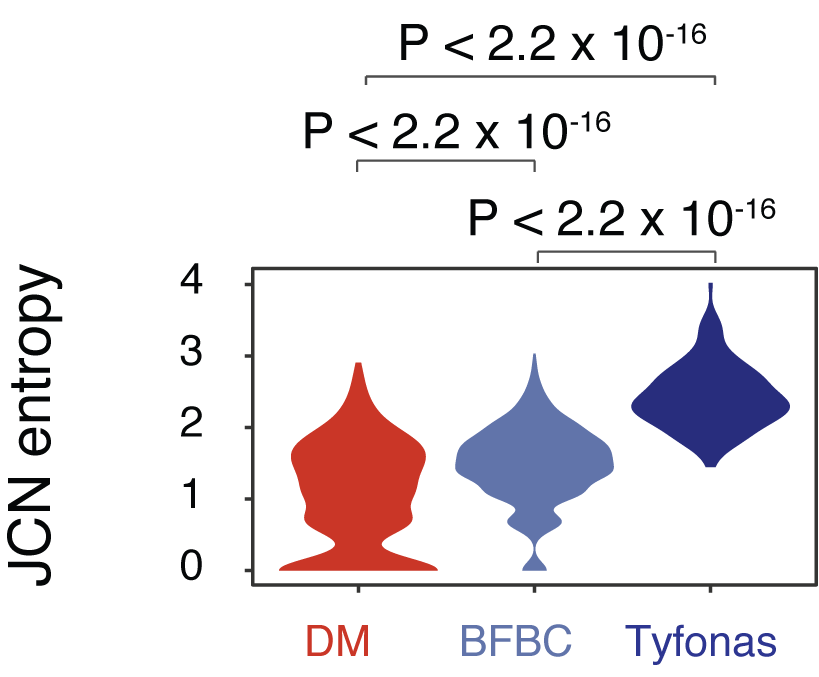 P < 2.2 x 10-16
P < 2.2 x 10-16
P < 2.2 x 10-16
JCN entropy
4
3
2
1
0
DM BFBC Tyfonas